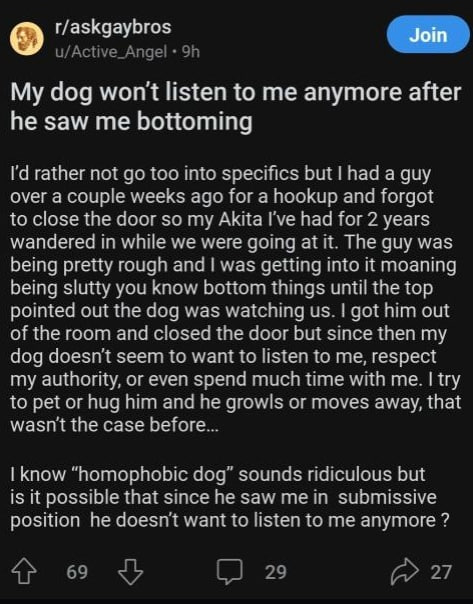 r/askgaybros
u/Active_Angel • 9h
Join
My dog won't listen to me anymore after
he saw me bottoming
I'd rather not go too into specifics but I had a guy
over a couple weeks ago for a hookup and forgot
to close the door so my Akita I've had for 2 years
wandered in while we were going at it. The guy was
being pretty rough and I was getting into it moaning
being slutty you know bottom things until the top
pointed out the dog was watching us. I got him out
of the room and closed the door but since then my
dog doesn't seem to want to listen to me, respect
my authority, or even spend much time with me. I try
to pet or hug him and he growls or moves away, that
wasn't the case before...
I know “homophobic dog” sounds ridiculous but
is it possible that since he saw me in submissive
position he doesn't want to listen to me anymore ?
69
29
27